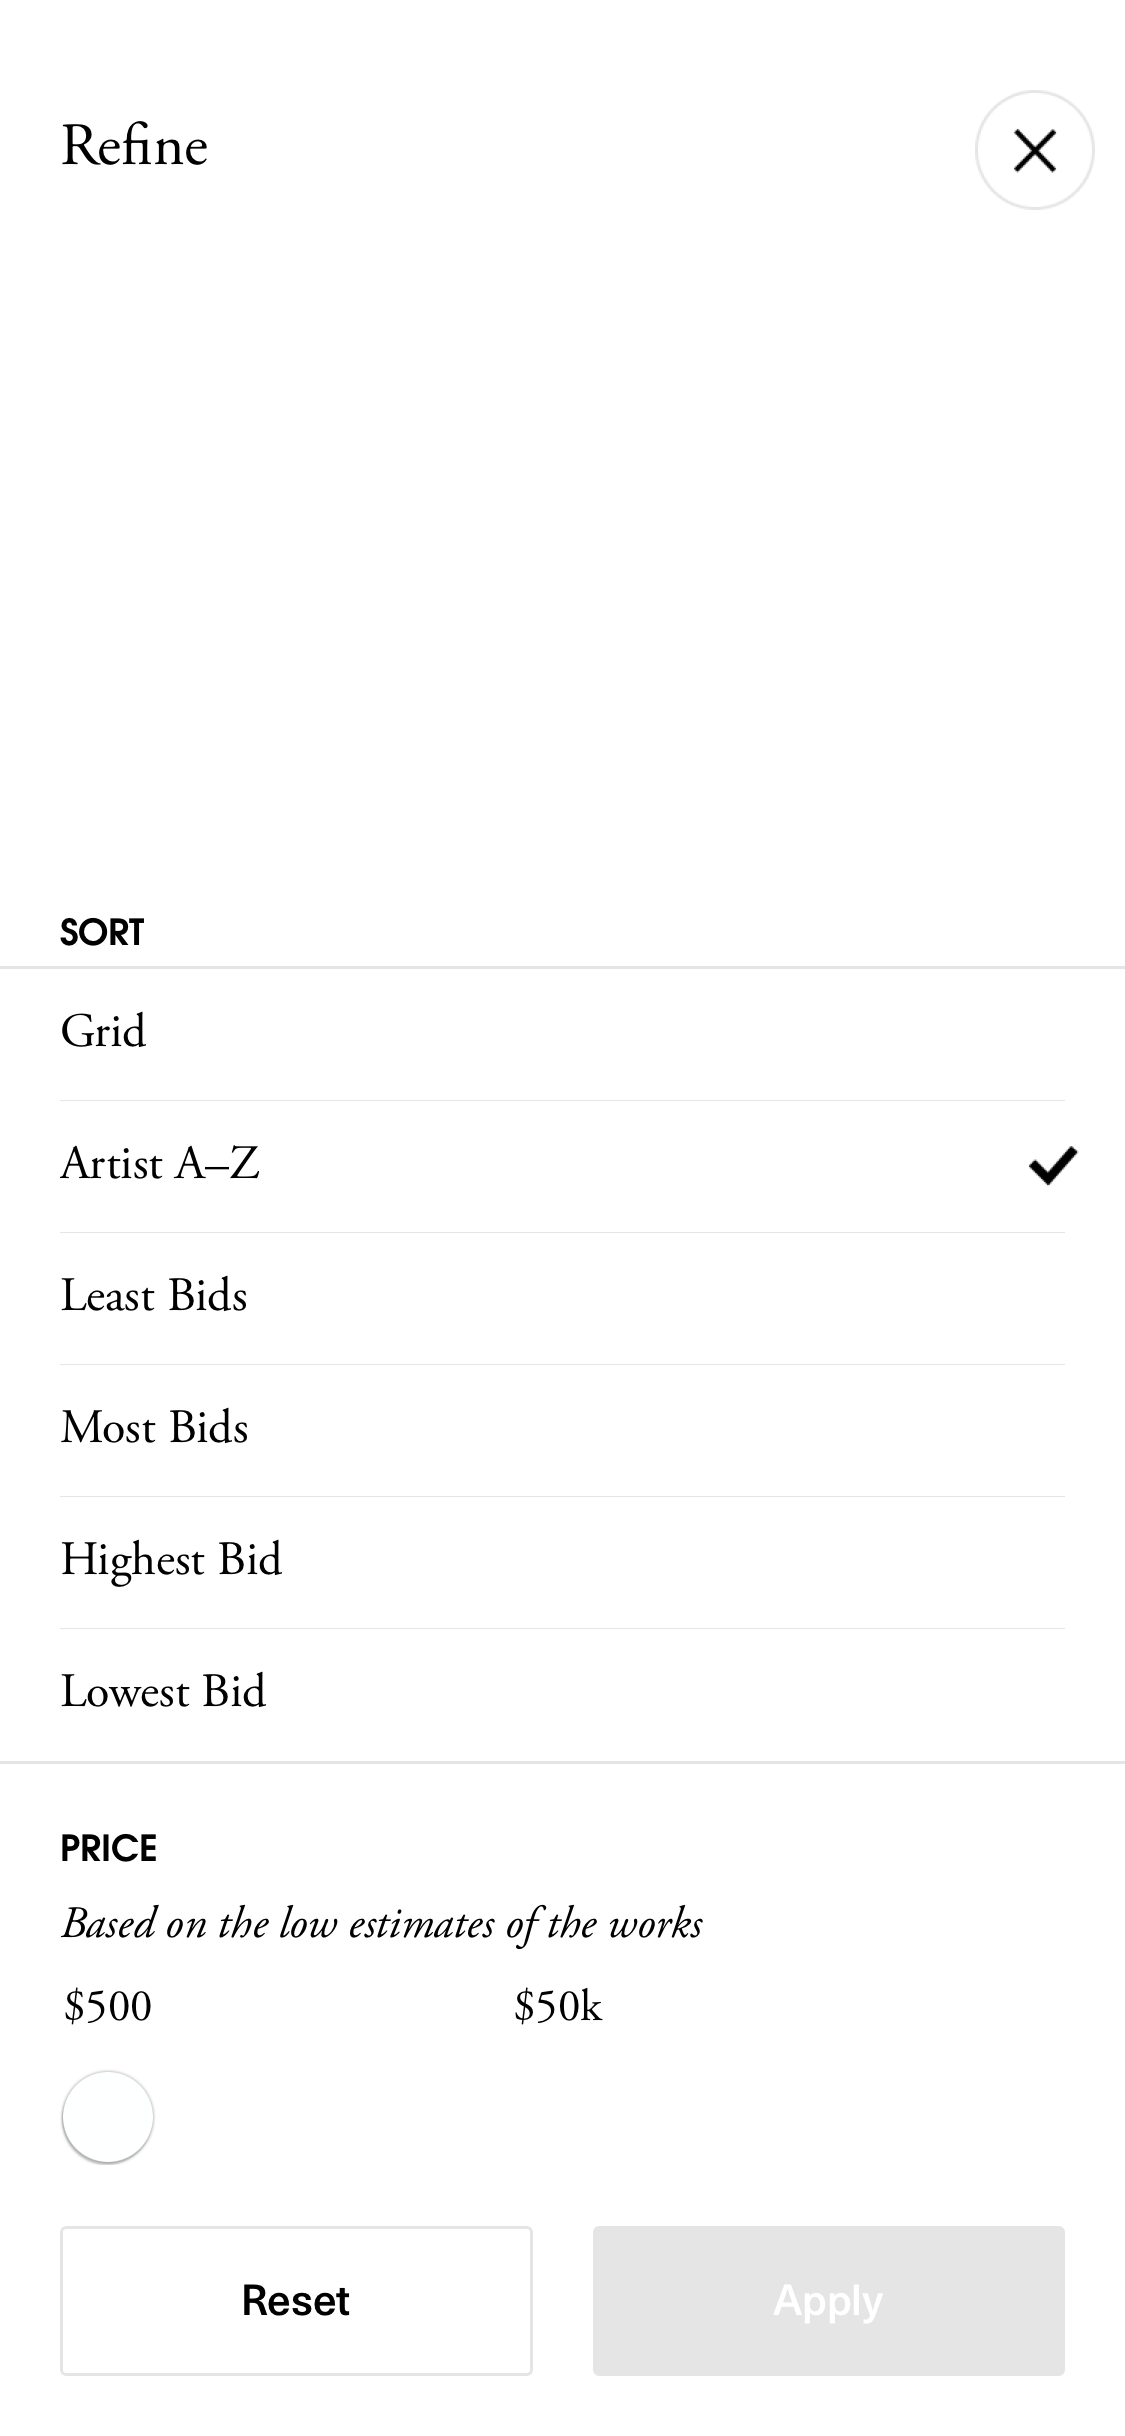 Refine
SORT
Grid
Artist A–Z
Least Bids
Most Bids
Highest Bid
Lowest Bid
PRICE
Based on the low estimates of the works
$500 $50k
Reset Apply